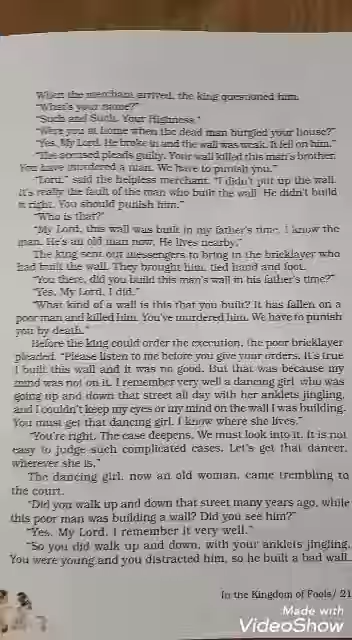 When the merchant arrived, the king questioned him.
"What's your name?"
"Such and Such, Your Highness."
"Were you at home when the dead man burgled your house?"
"Yes, My Lord. He broke in and the wall was weak. It fell on him."
"The accused pleads guilty. Your wall killed this man's brother.
You have murdered a man. We have to punish you."
"Lord," said the helpless merchant, "I didn't put up the wall.
It's really the fault of the man who built the wall. He didn't build
it right. You should punish him."
"Who is that?"
"My Lord, this wall was built in my father's time. I know the
man. He's an old man now. He lives nearby."
The king sent out messengers to bring in the bricklayer who
had built the wall. They brought him, tied hand and foot.
"You there, did you build this man's wall in his father's time?"
"Yes, My Lord, I did."
"What kind of a wall is this that you built? It has fallen on a
poor man and killed him. You've murdered him. We have to punish
you by death."
Before the king could order the execution, the poor bricklayer
pleaded, "Please listen to me before you give your orders. It's true
I built this wall and it was no good. But that was because my
mind was not on it. I remember very well a dancing girl who was
going up and down that street all day with her anklets jingling,
and I couldn't keep my eyes or my mind on the wall I was building.
You must get that dancing girl. I know where she lives."
"You're right. The case deepens. We must look into it. It is not
easy to judge such complicated cases. Let's get that dancer,
wherever she is."
The dancing girl, now an old woman, came trembling to
the court.
"Did you walk up and down that street many years ago, while
this poor man was building a wall? Did you see him?"
"Yes, My Lord. I remember it very well."
"So you did walk up and down, with your anklets jingling.
You were young and you distracted him, so he built a bad wall.
In the Kingdom of Fools/ 21
Made with
VideoShow